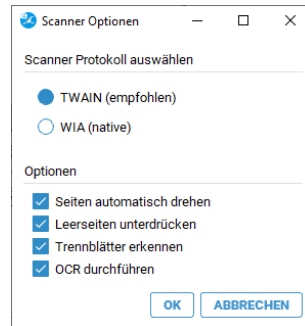 Scanner Optionen
Scanner Protokoll auswählen
TWAIN (empfohlen)
WIA (native)
Optionen
Seiten automatisch drehen
Leerseiten unterdrücken
Trennblätter erkennen
OCR durchführen
OK ABBRECHEN